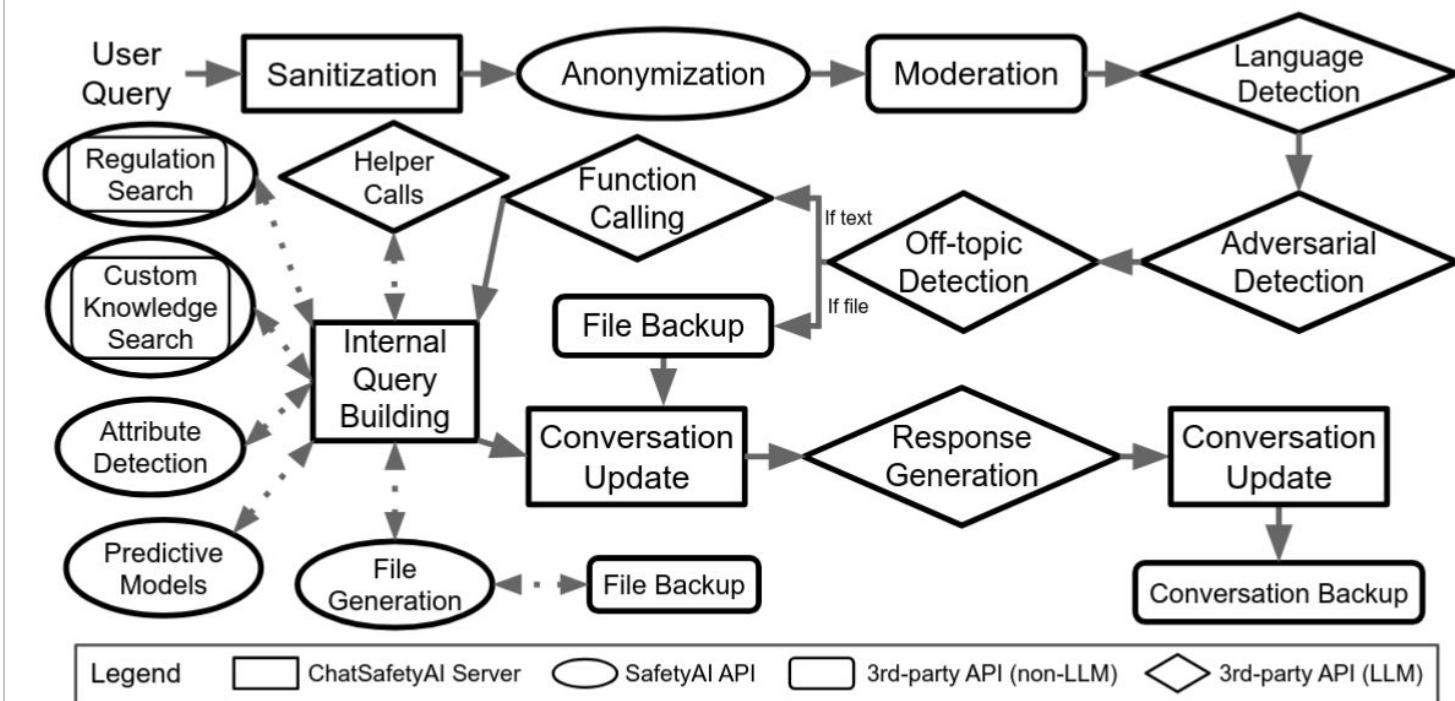 User
Query
Sanitization
Anonymization
Moderation
Language
Detection
Regulation
Search
Helper
Calls
Function
Calling
If text
Off-topic
Detection
Adversarial
Detection
Custom
Knowledge
Search
If file
File Backup
Internal
Query
Building
Attribute
Detection
Conversation
Update
Response
Generation
Conversation
Update
Predictive
Models
File
Generation
File Backup
Conversation Backup
Legend
ChatSafetyAI Server
SafetyAI API
3rd-party API (non-LLM)
3rd-party API (LLM)